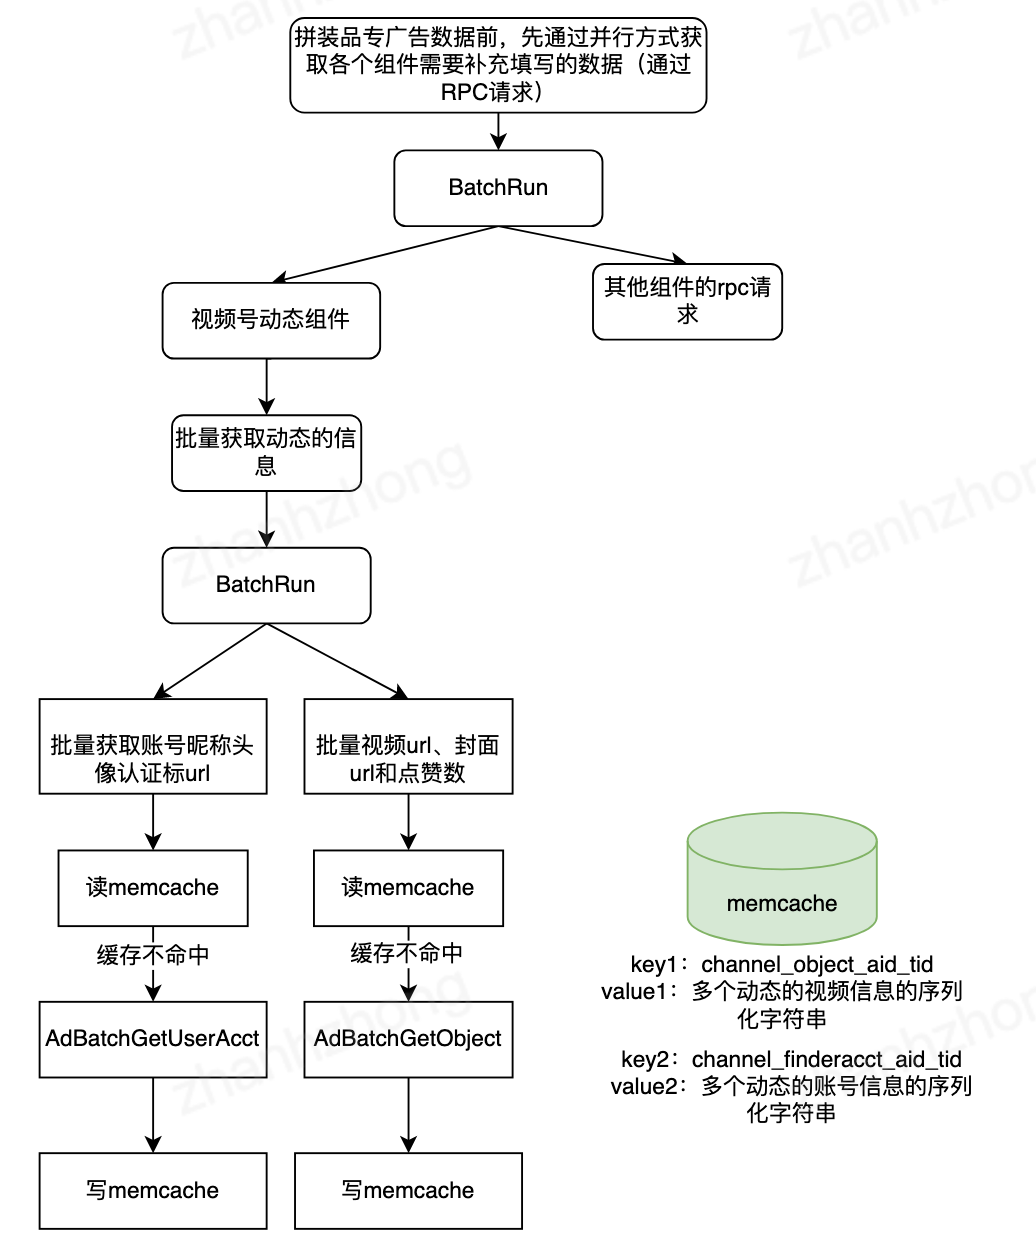 拼装品专广告数据前，先通过并行方式获
取各个组件需要补充填写的数据（通过
RPC请求）
BatchRun
视频号动态组件
其他组件的rpc请
求
批量获取动态的信
息
BatchRun
批量获取账号昵称头
像认证标url
批量视频url、封面
url和点赞数
读memcache
读memcache
缓存不命中
缓存不命中
AdBatchGetUserAcct
AdBatchGetObject
写memcache
写memcache
memcache
key1：channel_object_aid_tid
value1：多个动态的视频信息的序列
化字符串
key2：channel_finderacct_aid_tid
value2：多个动态的账号信息的序列
化字符串
zhanhzhong
zhanhzhong
zhanhzhong